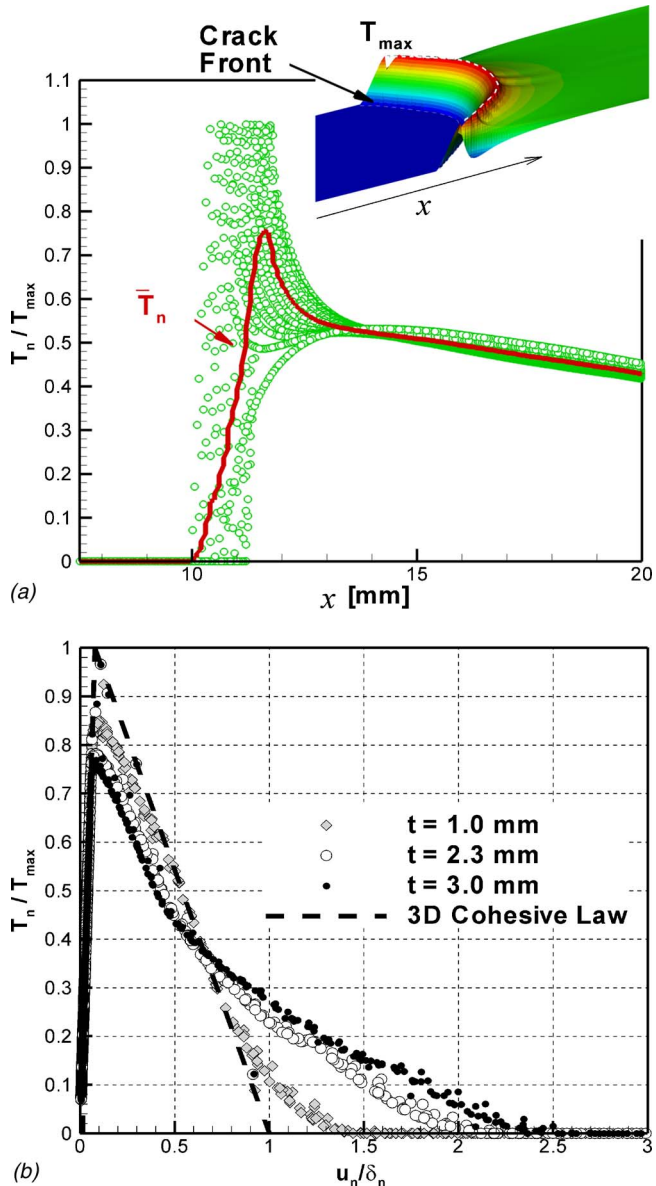 (a)
Crack
Front
T_max
x
T_n / T_max
1.1
1
0.9
0.8
0.7
0.6
0.5
0.4
0.3
0.2
0.1
0
T̅_n
10
15
20
x [mm]
(b)
T_n / T_max
1
0.9
0.8
0.7
0.6
0.5
0.4
0.3
0.2
0.1
0
t = 1.0 mm
t = 2.3 mm
t = 3.0 mm
3D Cohesive Law
0
0.5
1
1.5
2
2.5
3
u_n/δ_n